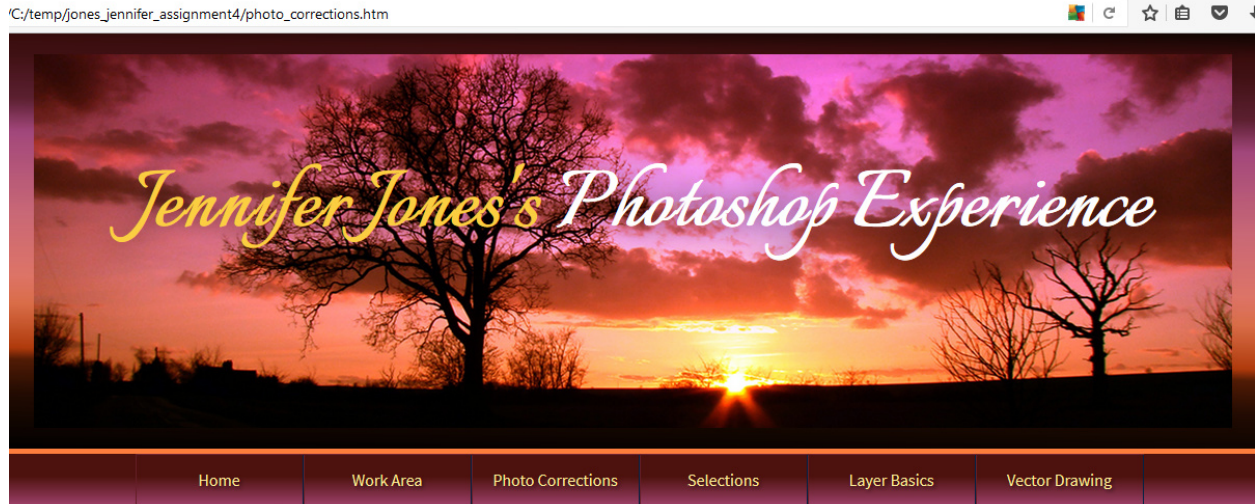 /C:/temp/jones_jennifer_assignment4/photo_corrections.htm
Jennifer Jones's Photoshop Experience
Home Work Area Photo Corrections Selections Layer Basics Vector Drawing